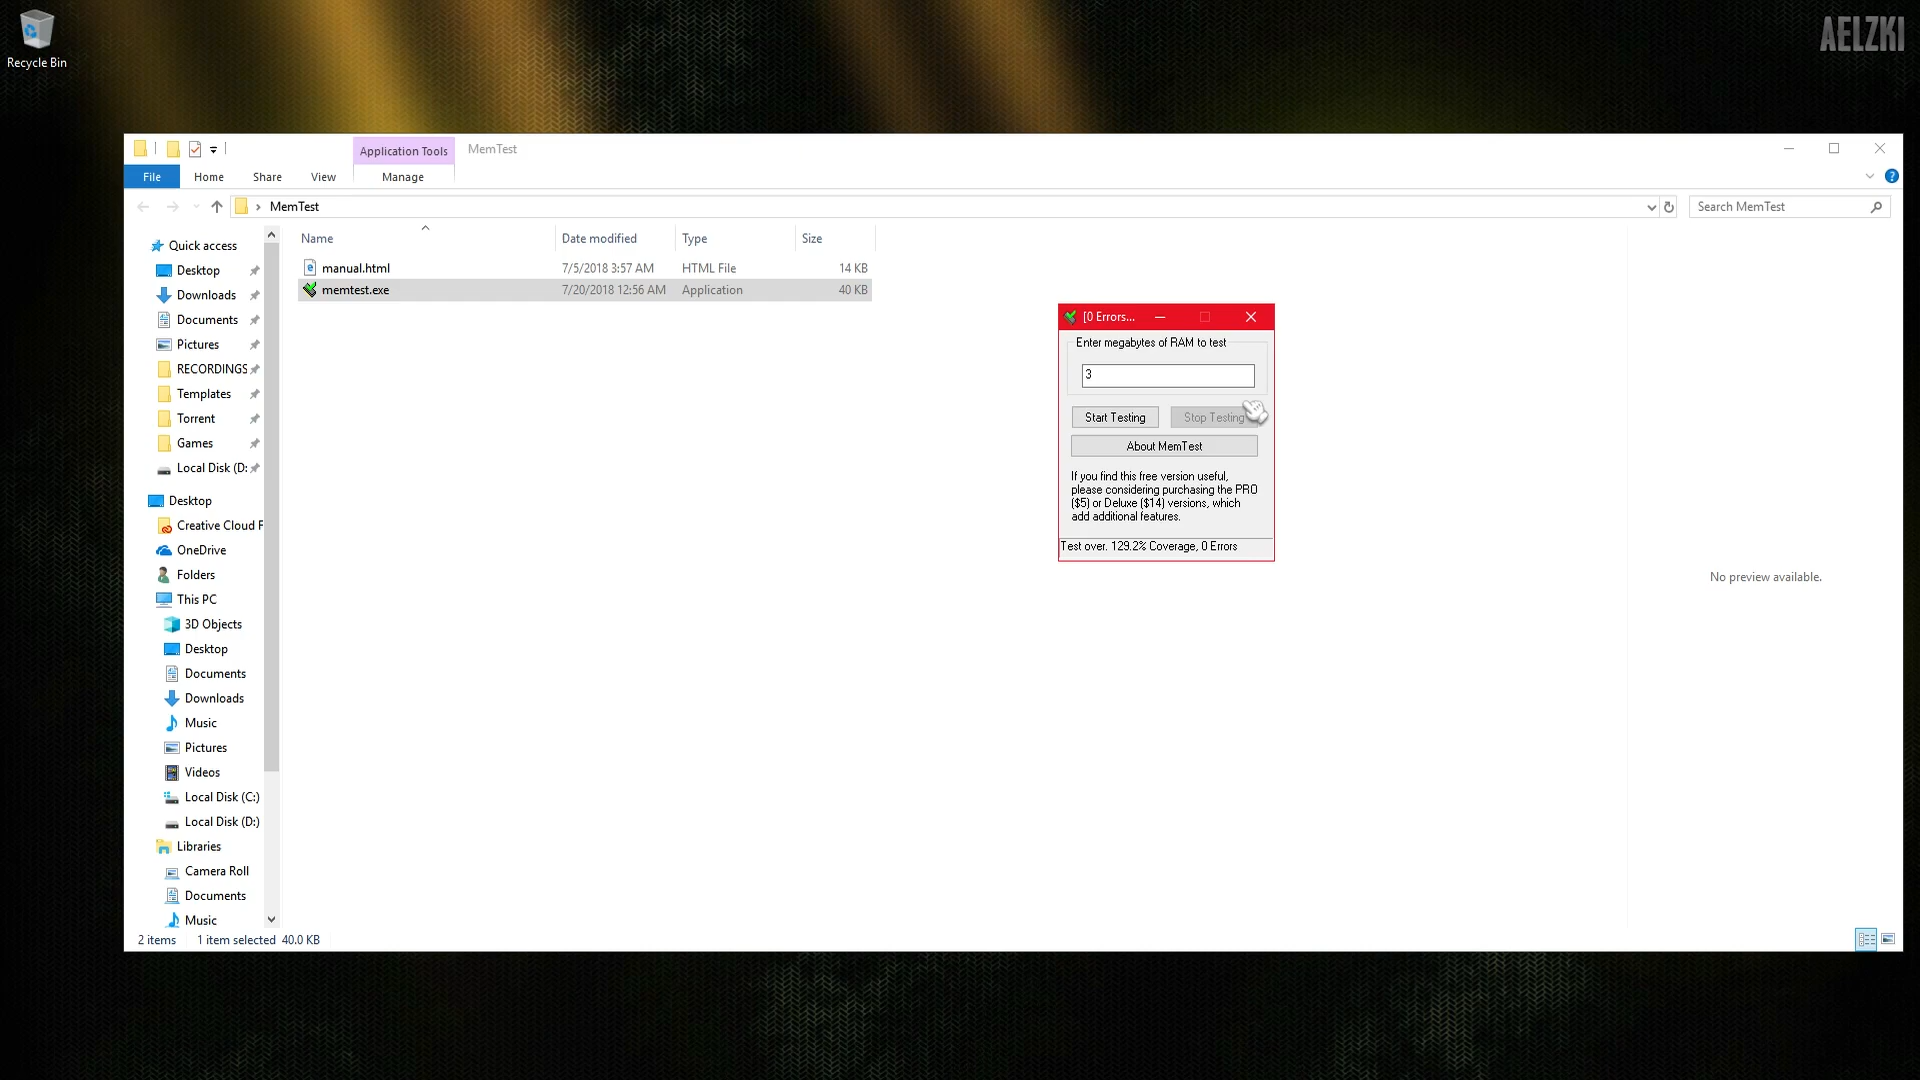 Recycle Bin
AELZKI
Application Tools
MemTest
File
Home
Share
View
Manage
MemTest
Search MemTest
Name
Date modified
Type
Size
manual.html
7/5/2018 3:57 AM
HTML File
14 KB
memtest.exe
7/20/2018 12:56 AM
Application
40 KB
Quick access
Desktop
Downloads
Documents
Pictures
RECORDINGS
Templates
Torrent
Games
Local Disk (D:
Desktop
Creative Cloud F
OneDrive
Folders
This PC
3D Objects
Desktop
Documents
Downloads
Music
Pictures
Videos
Local Disk (C:)
Local Disk (D:)
Libraries
Camera Roll
Documents
Music
[0 Errors...
Enter megabytes of RAM to test
3
Start Testing
Stop Testing
About MemTest
If you find this free version useful,
please considering purchasing the PRO
($5) or Deluxe ($14) versions, which
add additional features.
Test over. 129.2% Coverage, 0 Errors
No preview available.
2 items
1 item selected 40.0 KB